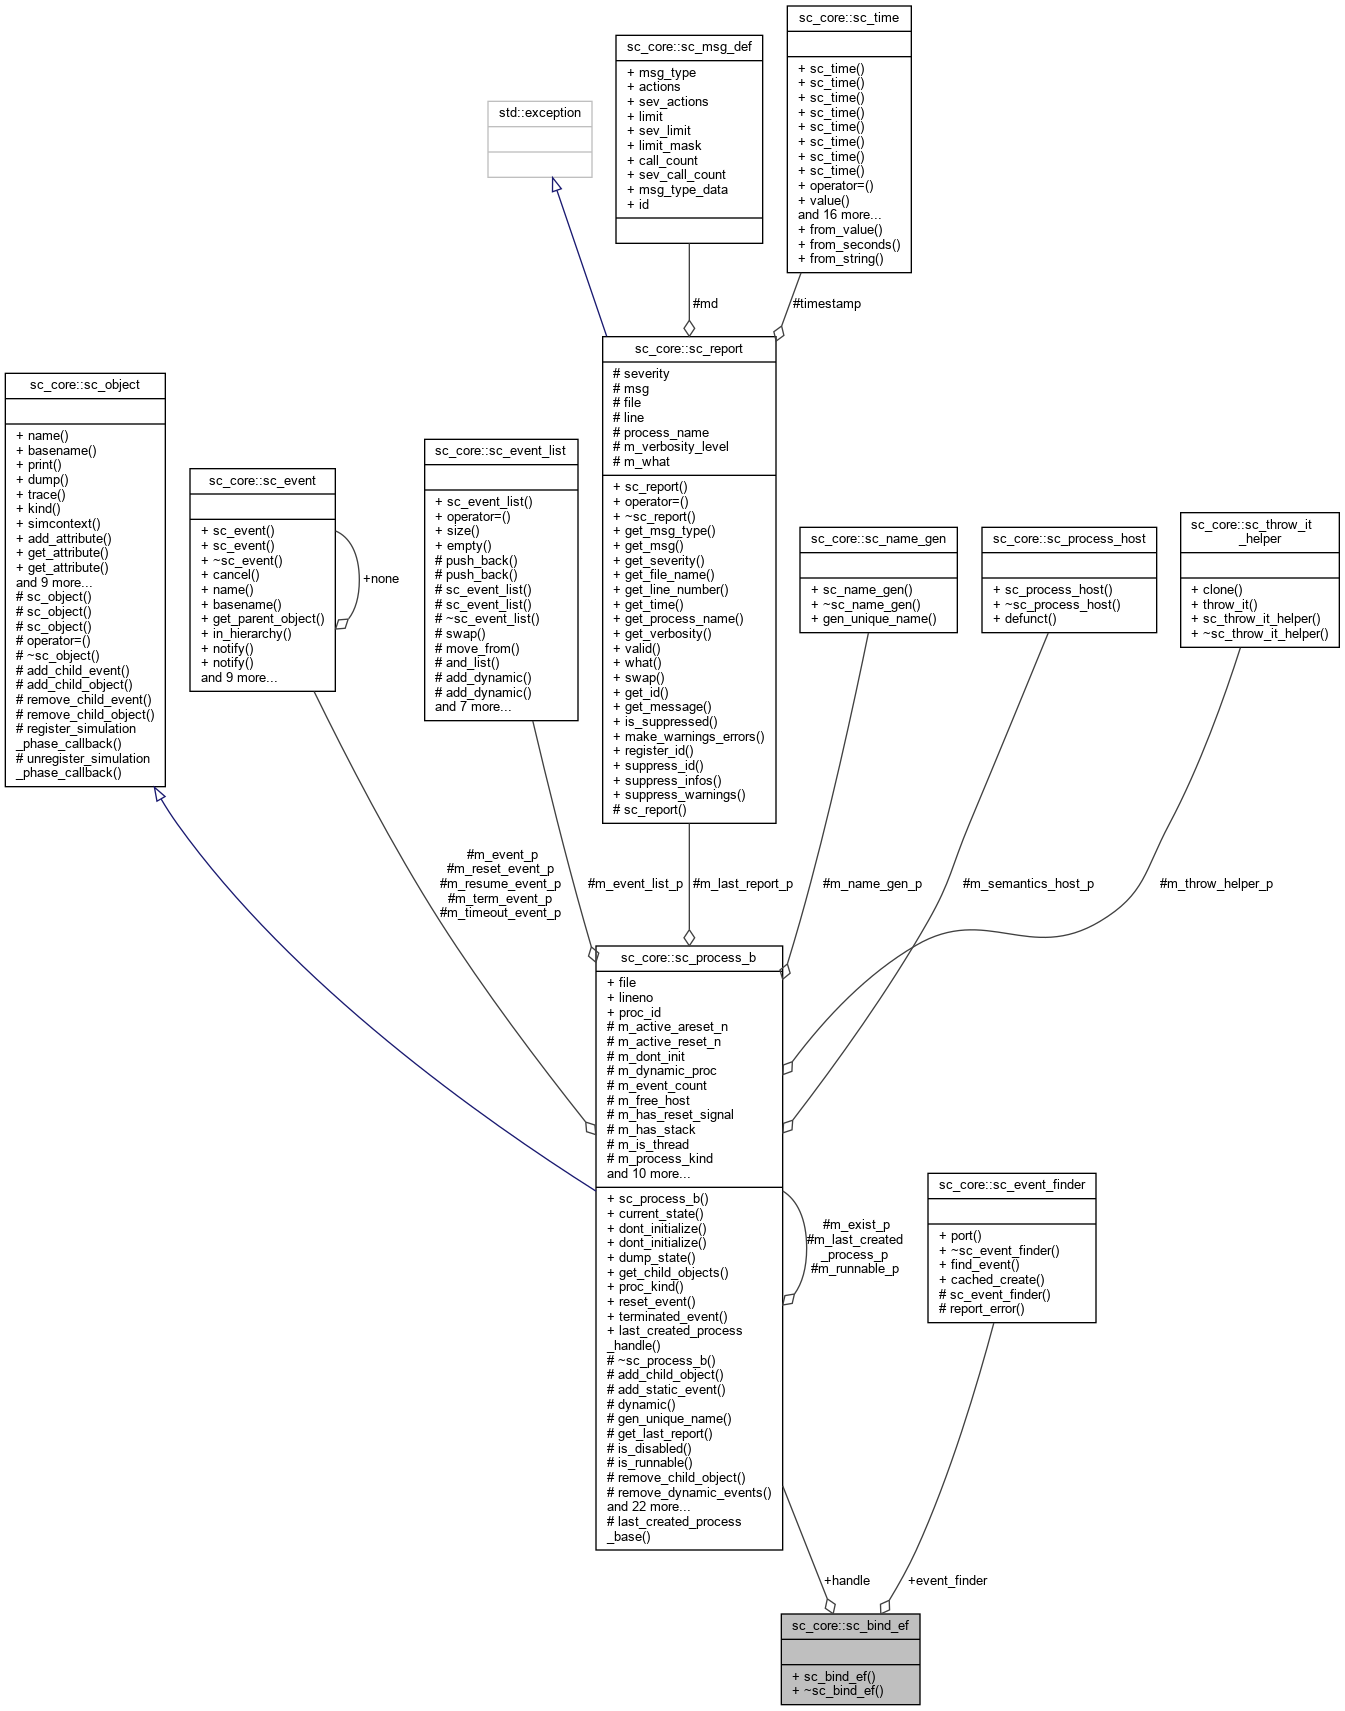 sc_core::sc_time
+ sc_time()
+ sc_time()
+ sc_time()
+ sc_time()
+ sc_time()
+ sc_time()
+ sc_time()
+ sc_time()
+ operator=()
+ value()
and 16 more...
+ from_value()
+ from_seconds()
+ from_string()
sc_core::sc_msg_def
+ msg_type
+ actions
+ sev_actions
+ limit
+ sev_limit
+ limit_mask
+ call_count
+ sev_call_count
+ msg_type_data
+ id
std::exception
#md
#timestamp
sc_core::sc_report
# severity
# msg
# file
# line
# process_name
# m_verbosity_level
# m_what
+ sc_report()
+ operator=()
+ ~sc_report()
+ get_msg_type()
+ get_msg()
+ get_severity()
+ get_file_name()
+ get_line_number()
+ get_time()
+ get_process_name()
+ get_verbosity()
+ valid()
+ what()
+ swap()
+ get_id()
+ get_message()
+ is_suppressed()
+ make_warnings_errors()
+ register_id()
+ suppress_id()
+ suppress_infos()
+ suppress_warnings()
# sc_report()
sc_core::sc_object
+ name()
+ basename()
+ print()
+ dump()
+ trace()
+ kind()
+ simcontext()
+ add_attribute()
+ get_attribute()
+ get_attribute()
and 9 more...
# sc_object()
# sc_object()
# sc_object()
# operator=()
# ~sc_object()
# add_child_event()
# add_child_object()
# remove_child_event()
# remove_child_object()
# register_simulation
_phase_callback()
# unregister_simulation
_phase_callback()
sc_core::sc_event
+ sc_event()
+ sc_event()
+ ~sc_event()
+ cancel()
+ name()
+ basename()
+ get_parent_object()
+ in_hierarchy()
+ notify()
+ notify()
and 9 more...
+none
sc_core::sc_event_list
+ sc_event_list()
+ operator=()
+ size()
+ empty()
# push_back()
# push_back()
# sc_event_list()
# sc_event_list()
# ~sc_event_list()
# swap()
# move_from()
# and_list()
# add_dynamic()
# add_dynamic()
and 7 more...
sc_core::sc_name_gen
+ sc_name_gen()
+ ~sc_name_gen()
+ gen_unique_name()
sc_core::sc_process_host
+ sc_process_host()
+ ~sc_process_host()
+ defunct()
sc_core::sc_throw_it
_helper
+ clone()
+ throw_it()
+ sc_throw_it_helper()
+ ~sc_throw_it_helper()
#m_event_p
#m_reset_event_p
#m_resume_event_p
#m_term_event_p
#m_timeout_event_p
#m_event_list_p
#m_last_report_p
#m_name_gen_p
#m_semantics_host_p
#m_throw_helper_p
sc_core::sc_process_b
+ file
+ lineno
+ proc_id
# m_active_areset_n
# m_active_reset_n
# m_dont_init
# m_dynamic_proc
# m_event_count
# m_free_host
# m_has_reset_signal
# m_has_stack
# m_is_thread
# m_process_kind
and 10 more...
+ sc_process_b()
+ current_state()
+ dont_initialize()
+ dont_initialize()
+ dump_state()
+ get_child_objects()
+ proc_kind()
+ reset_event()
+ terminated_event()
+ last_created_process
_handle()
# ~sc_process_b()
# add_child_object()
# add_static_event()
# dynamic()
# gen_unique_name()
# get_last_report()
# is_disabled()
# is_runnable()
# remove_child_object()
# remove_dynamic_events()
and 22 more...
# last_created_process
_base()
#m_exist_p
#m_last_created
_process_p
#m_runnable_p
sc_core::sc_event_finder
+ port()
+ ~sc_event_finder()
+ find_event()
+ cached_create()
# sc_event_finder()
# report_error()
+handle
+event_finder
sc_core::sc_bind_ef
+ sc_bind_ef()
+ ~sc_bind_ef()